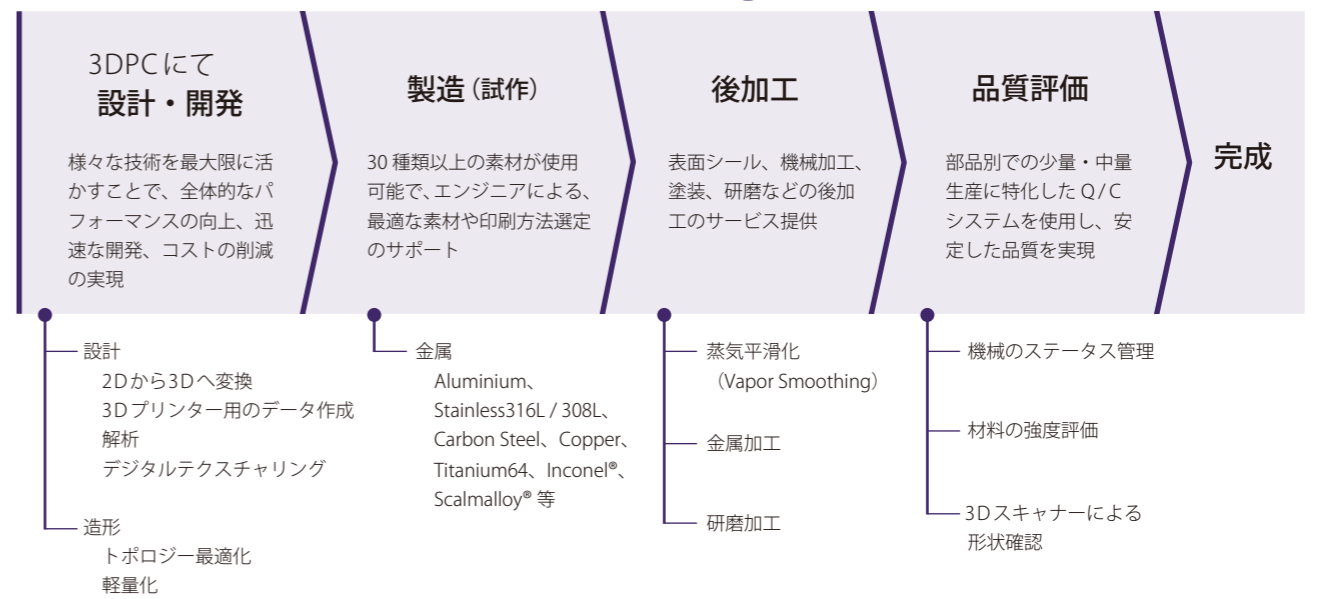 3DPCにて
設計・開発
様々な技術を最大限に活
かすことで、全体的なパ
フォーマンスの向上、迅
速な開発、コストの削減
の実現
設計
2Dから3Dへ変換
3Dプリンター用のデータ作成
解析
デジタルテクスチャリング
造形
トポロジー最適化
軽量化
製造（試作）
30種類以上の素材が使用
可能で、エンジニアによる、
最適な素材や印刷方法選定
のサポート
金属
Aluminium、
Stainless316L / 308L、
Carbon Steel、Copper、
Titanium64、Inconel®、
Scalmalloy® 等
後加工
表面シール、機械加工、
塗装、研磨などの後加
工のサービス提供
蒸気平滑化
（Vapor Smoothing）
金属加工
研磨加工
品質評価
部品別での少量・中量
生産に特化したQ/C
システムを使用し、安
定した品質を実現
機械のステータス管理
材料の強度評価
3Dスキャナーによる
形状確認
完成